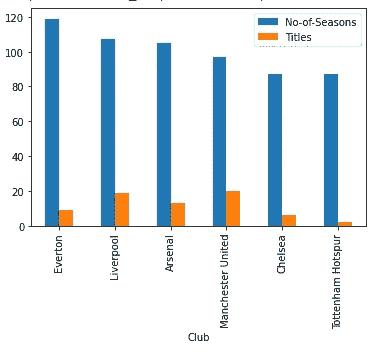 No-of-Seasons
Titles
120
100
80
60
40
20
0
Everton
Liverpool
Arsenal
Manchester United
Chelsea
Tottenham Hotspur
Club